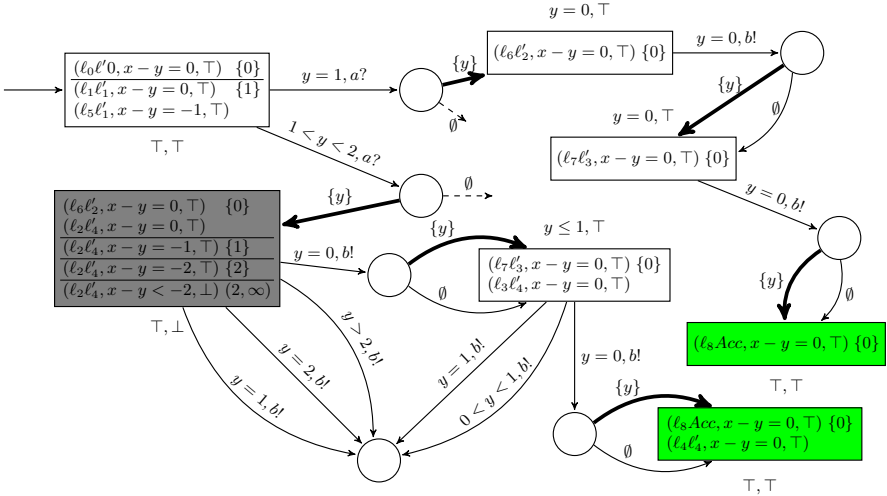 y = 0, ⊤
(ℓ₀ℓ′0, x − y = 0, ⊤) {0}
(ℓ₁ℓ′₁, x − y = 0, ⊤) {1}
(ℓ₅ℓ′₁, x − y = −1, ⊤)
⊤, ⊤
y = 1, a?
{y}
∅
(ℓ₆ℓ′₂, x − y = 0, ⊤) {0}
y = 0, b!
{y}
∅
y = 0, ⊤
(ℓ₇ℓ′₃, x − y = 0, ⊤) {0}
1 < y < 2, a?
∅
{y}
y = 0, b!
(ℓ₆ℓ′₂, x − y = 0, ⊤) {0}
(ℓ₂ℓ′₄, x − y = 0, ⊤)
(ℓ₂ℓ′₄, x − y = −1, ⊤) {1}
(ℓ₂ℓ′₄, x − y = −2, ⊤) {2}
(ℓ₂ℓ′₄, x − y < −2, ⊥) (2, ∞)
⊤, ⊥
y = 0, b!
{y}
∅
y ≤ 1, ⊤
(ℓ₇ℓ′₃, x − y = 0, ⊤) {0}
(ℓ₃ℓ′₄, x − y = 0, ⊤)
{y}
∅
(ℓ₈Acc, x − y = 0, ⊤) {0}
⊤, ⊤
y = 1, b!
y = 2, b!
y > 2, b!
y = 1, b!
0 < y < 1, b!
y = 0, b!
{y}
∅
(ℓ₈Acc, x − y = 0, ⊤) {0}
(ℓ₄ℓ′₄, x − y = 0, ⊤)
⊤, ⊤